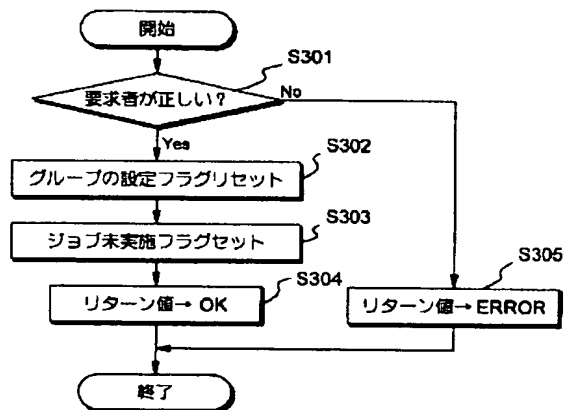 開始
S301
要求者が正しい?
No
Yes
S302
グループの設定フラグリセット
S303
ジョブ未実施フラグセット
S304
リターン値→ OK
S305
リターン値→ ERROR
終了